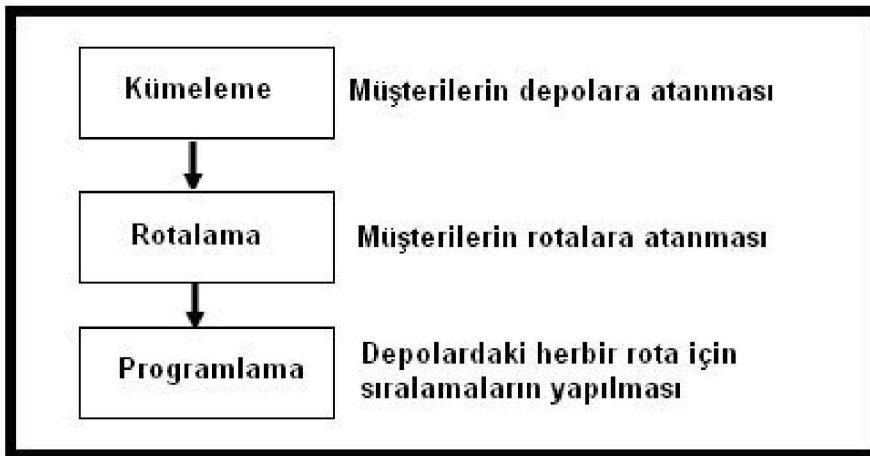 Kümeleme
Müşterilerin depolara atanması
Rotalama
Müşterilerin rotalara atanması
Programlama
Depolardaki herbir rota için
sıralamaların yapılması